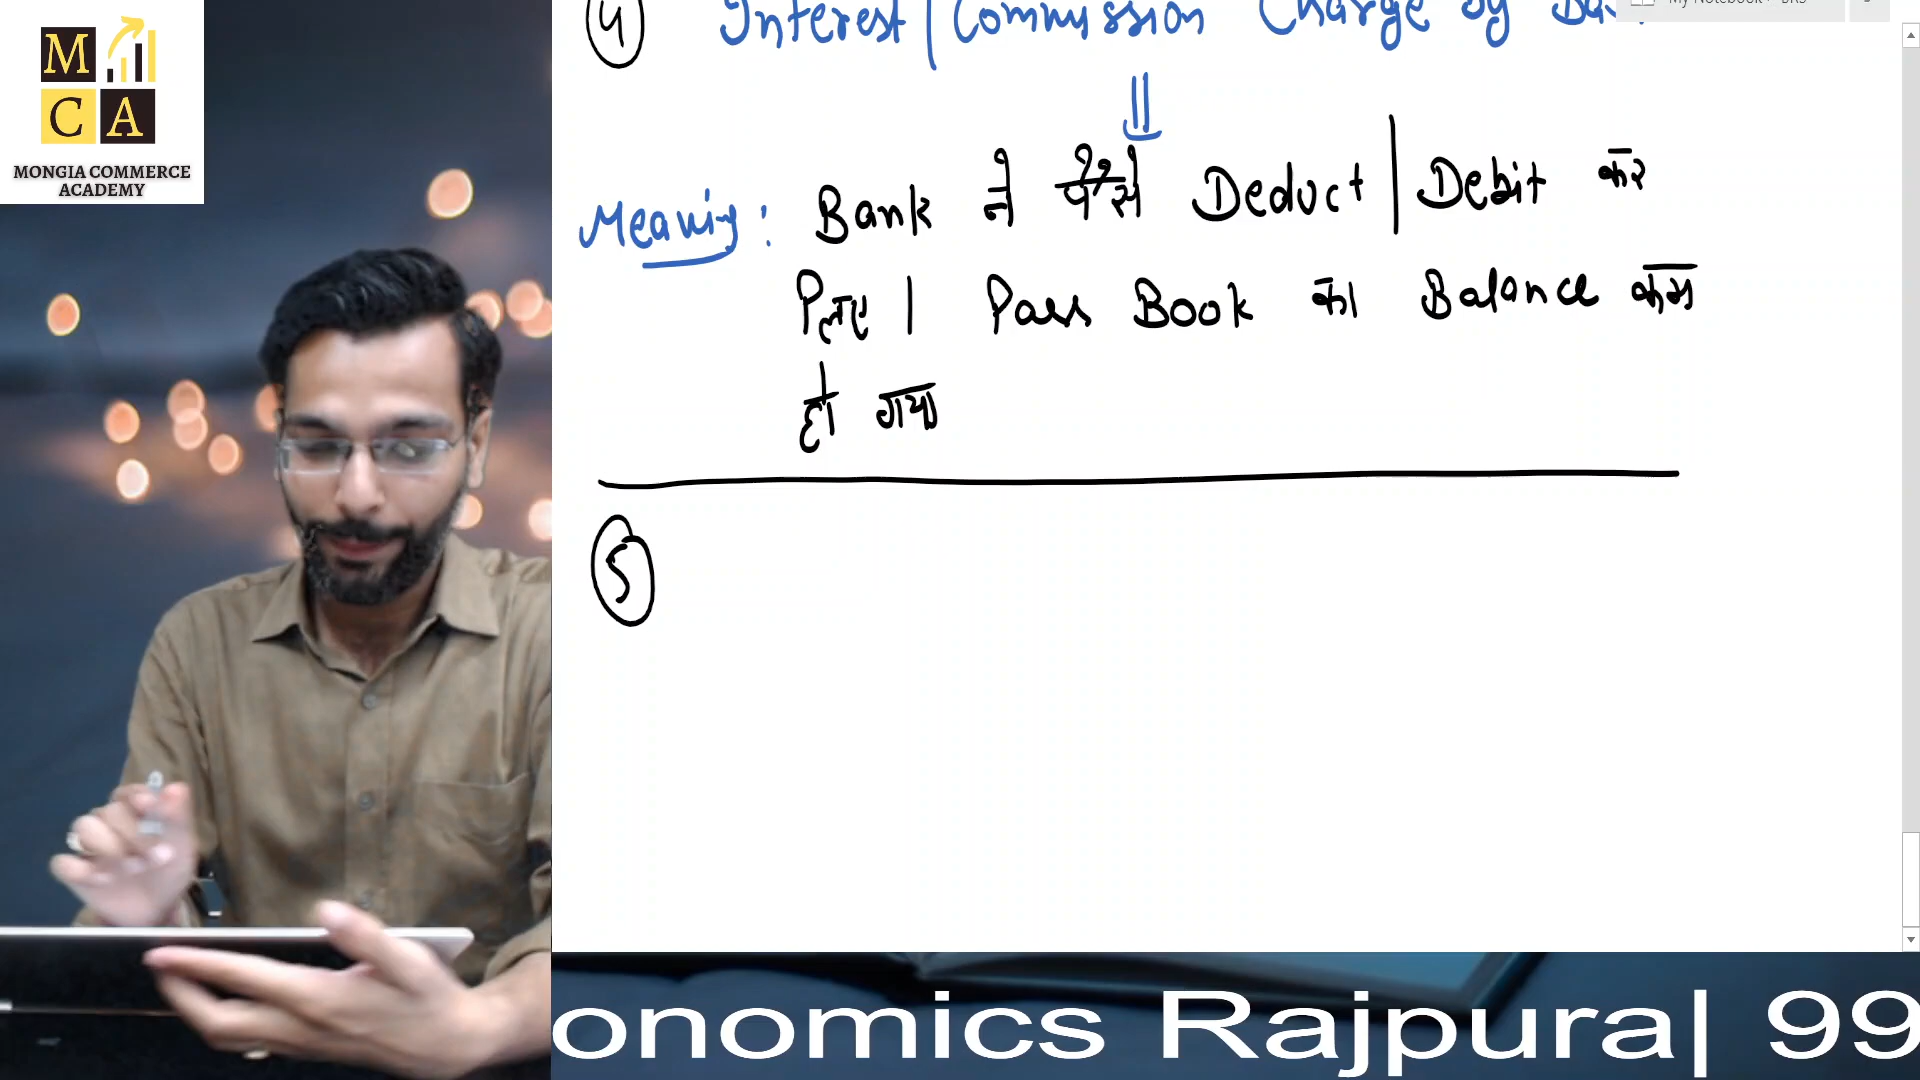 M
C A
MONGIA COMMERCE
ACADEMY
4 Interest | Commission Charge by
Meaning: Bank ने पैसे Deduct | Debit कर
लिए | Pass Book का Balance कम
हो गया
5
onomics Rajpura| 99